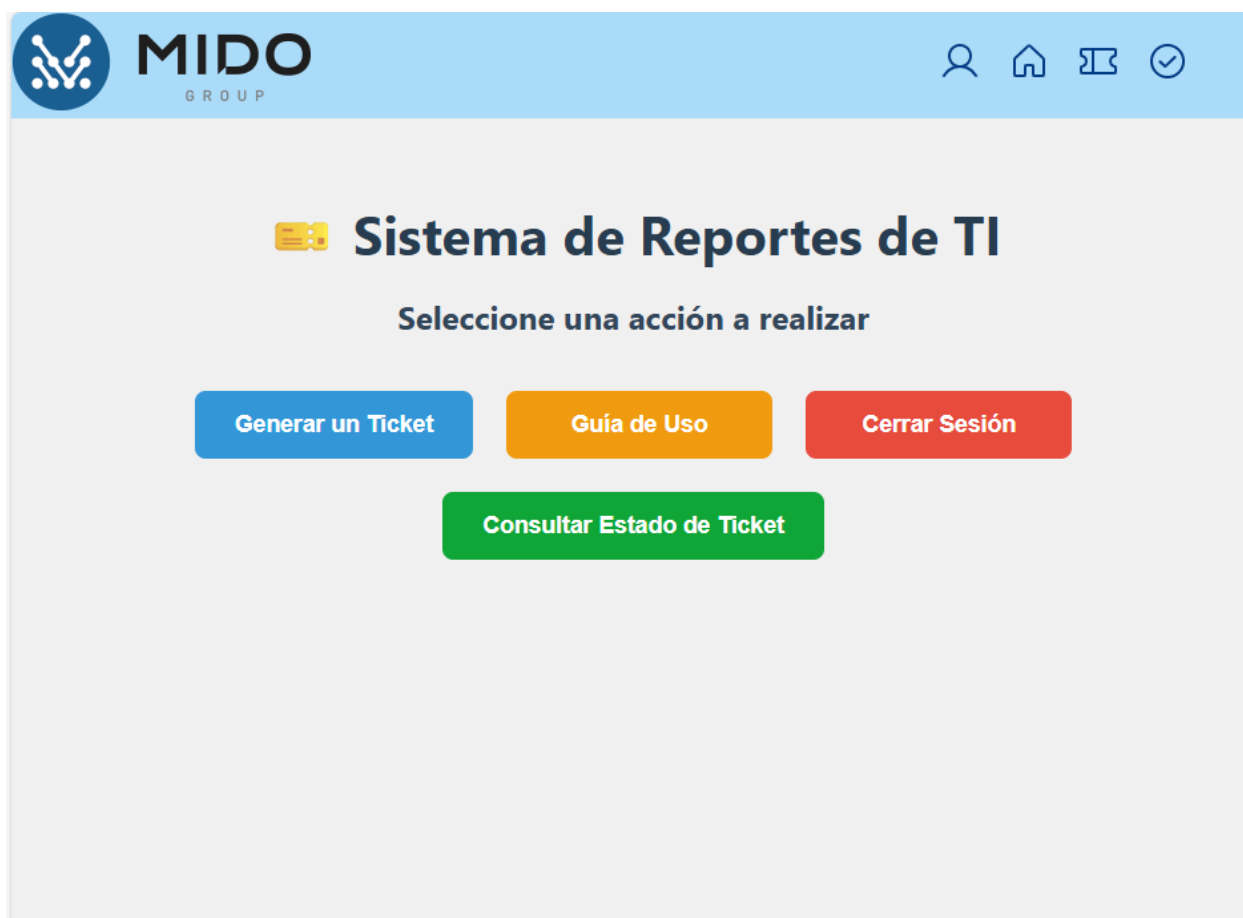 MIDO
GROUP
Sistema de Reportes de TI
Seleccione una acción a realizar
Generar un Ticket
Guía de Uso
Cerrar Sesión
Consultar Estado de Ticket